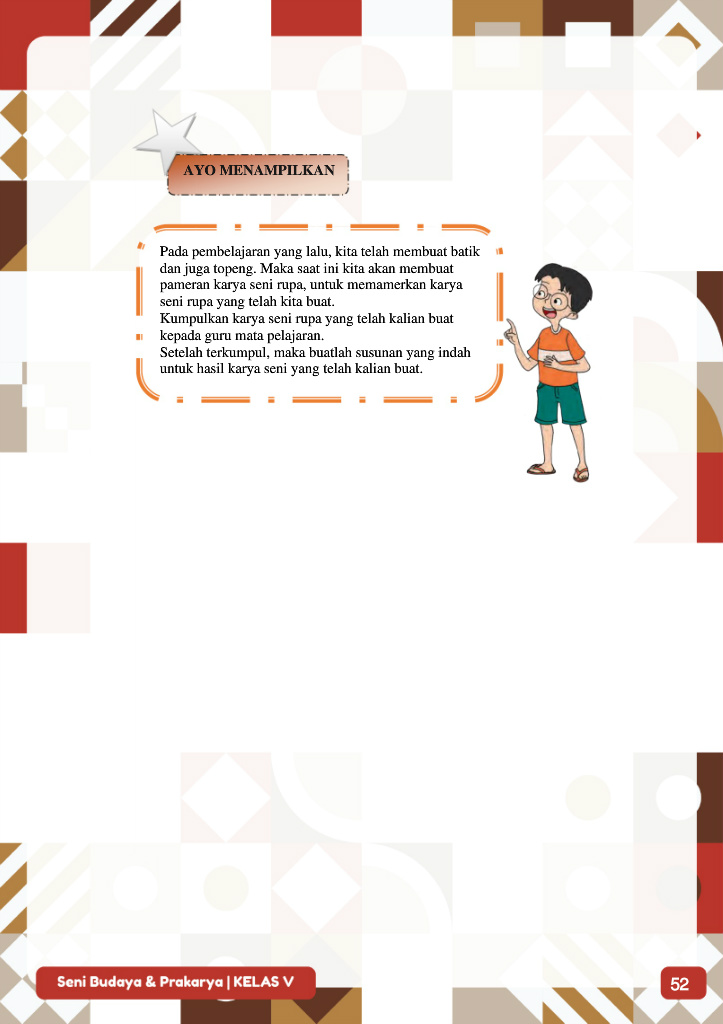 AYO MENAMPILKAN
Pada pembelajaran yang lalu, kita telah membuat batik
dan juga topeng. Maka saat ini kita akan membuat
pameran karya seni rupa, untuk memamerkan karya
seni rupa yang telah kita buat.
Kumpulkan karya seni rupa yang telah kalian buat
kepada guru mata pelajaran.
Setelah terkumpul, maka buatlah susunan yang indah
untuk hasil karya seni yang telah kalian buat.
Seni Budaya & Prakarya | KELAS V
52